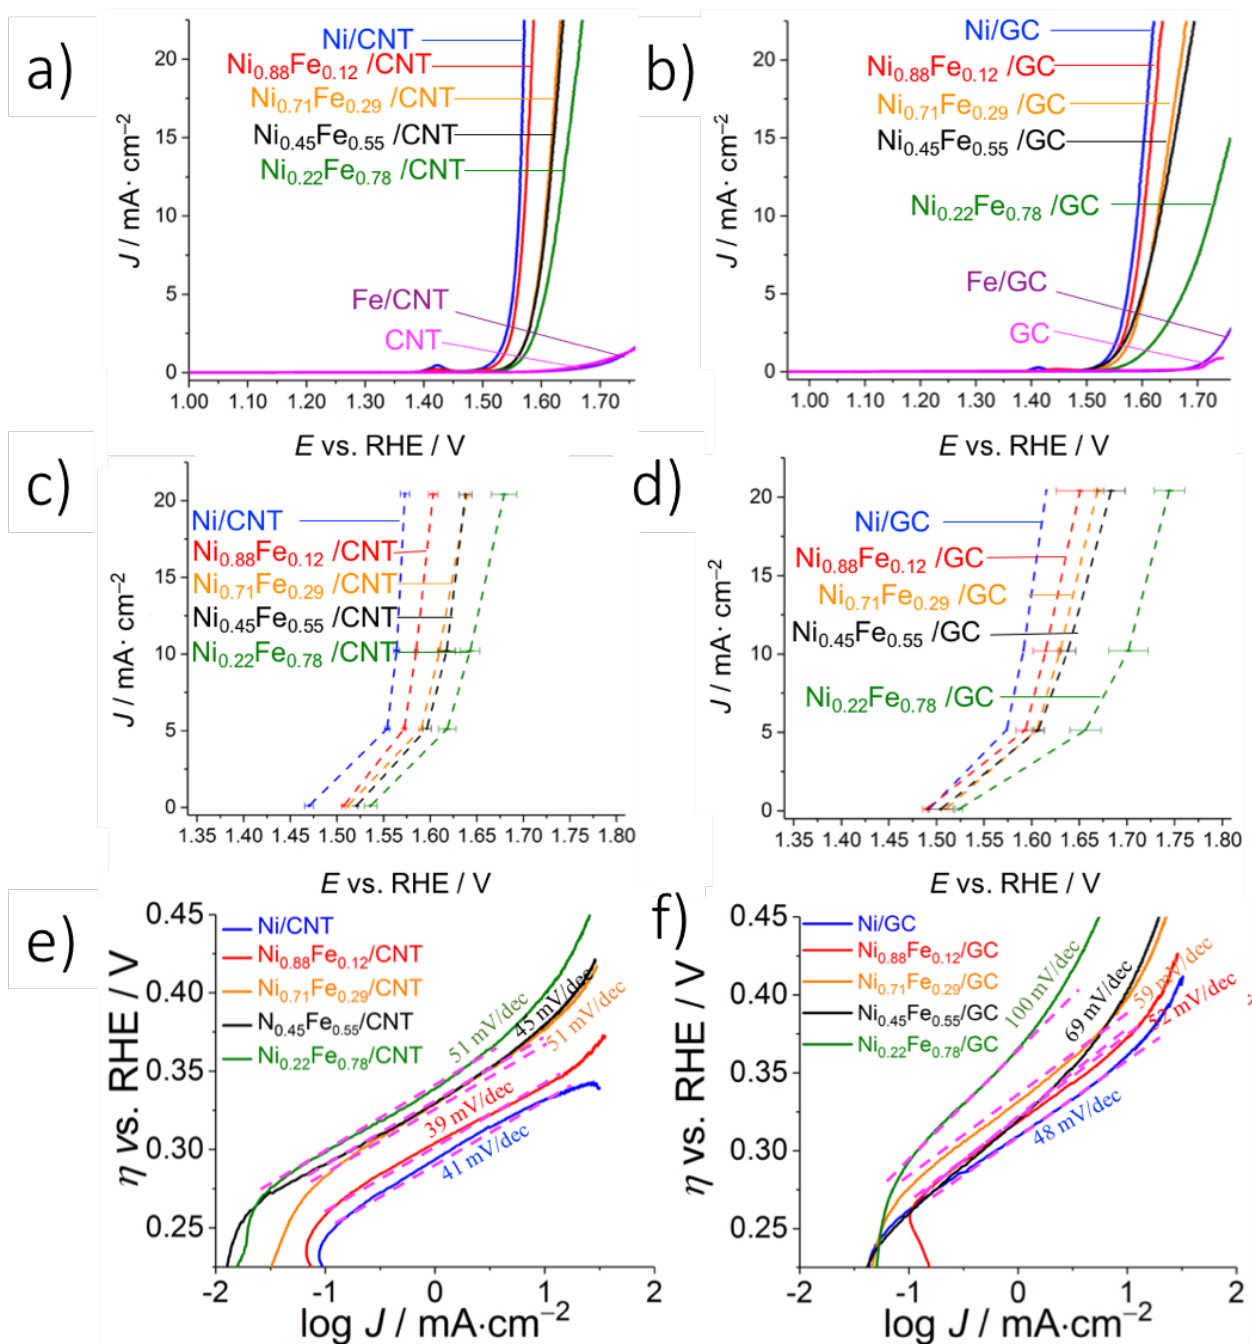 a)
Ni/CNT
Ni0.88Fe0.12 /CNT
Ni0.71Fe0.29 /CNT
Ni0.45Fe0.55 /CNT
Ni0.22Fe0.78 /CNT
Fe/CNT
CNT
J / mA· cm−2
20
15
10
5
0
1.00 1.10 1.20 1.30 1.40 1.50 1.60 1.70
E vs. RHE / V
b)
Ni/GC
Ni0.88Fe0.12 /GC
Ni0.71Fe0.29 /GC
Ni0.45Fe0.55 /GC
Ni0.22Fe0.78 /GC
Fe/GC
GC
J / mA· cm−2
20
15
10
5
0
1.00 1.10 1.20 1.30 1.40 1.50 1.60 1.70
E vs. RHE / V
c)
Ni/CNT
Ni0.88Fe0.12 /CNT
Ni0.71Fe0.29 /CNT
Ni0.45Fe0.55 /CNT
Ni0.22Fe0.78 /CNT
J / mA· cm−2
20
15
10
5
0
1.35 1.40 1.45 1.50 1.55 1.60 1.65 1.70 1.75 1.80
E vs. RHE / V
d)
Ni/GC
Ni0.88Fe0.12 /GC
Ni0.71Fe0.29 /GC
Ni0.45Fe0.55 /GC
Ni0.22Fe0.78 /GC
J / mA· cm−2
20
15
10
5
0
1.35 1.40 1.45 1.50 1.55 1.60 1.65 1.70 1.75 1.80
E vs. RHE / V
e)
Ni/CNT
Ni0.88Fe0.12/CNT
Ni0.71Fe0.29/CNT
N0.45Fe0.55/CNT
Ni0.22Fe0.78/CNT
51 mV/dec
45 mV/dec
51 mV/dec
39 mV/dec
41 mV/dec
η vs. RHE / V
0.45
0.40
0.35
0.30
0.25
-2 -1 0 1 2
log J / mA·cm−2
f)
Ni/GC
Ni0.88Fe0.12/GC
Ni0.71Fe0.29/GC
Ni0.45Fe0.55/GC
Ni0.22Fe0.78/GC
100 mV/dec
69 mV/dec
59 mV/dec
52 mV/dec
48 mV/dec
η vs. RHE / V
0.45
0.40
0.35
0.30
0.25
-2 -1 0 1 2
log J / mA·cm−2